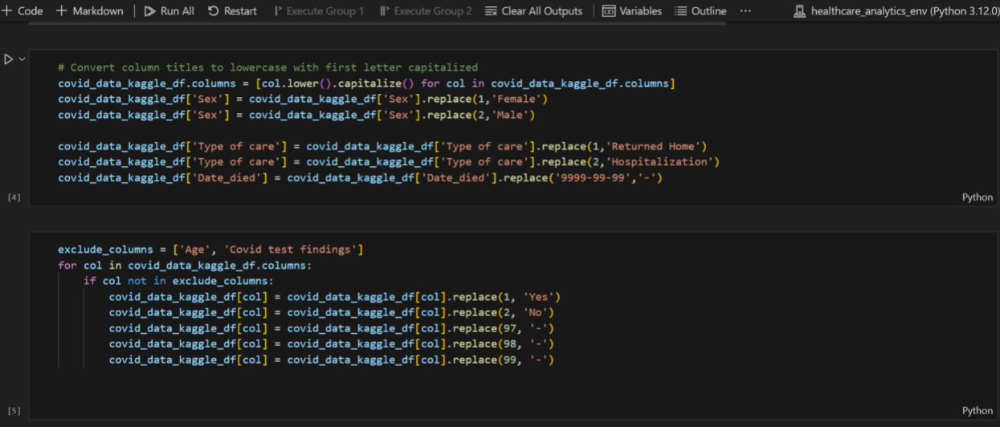 + Code + Markdown | Run All Restart | Execute Group 1 Execute Group 2 Clear All Outputs | Variables Outline ... healthcare_analytics_env (Python 3.12.0)
# Convert column titles to lowercase with first letter capitalized
covid_data_kaggle_df.columns = [col.lower().capitalize() for col in covid_data_kaggle_df.columns]
covid_data_kaggle_df['Sex'] = covid_data_kaggle_df['Sex'].replace(1,'Female')
covid_data_kaggle_df['Sex'] = covid_data_kaggle_df['Sex'].replace(2,'Male')
covid_data_kaggle_df['Type of care'] = covid_data_kaggle_df['Type of care'].replace(1,'Returned Home')
covid_data_kaggle_df['Type of care'] = covid_data_kaggle_df['Type of care'].replace(2,'Hospitalization')
covid_data_kaggle_df['Date_died'] = covid_data_kaggle_df['Date_died'].replace('9999-99-99','-')
[4] Python
exclude_columns = ['Age', 'Covid test findings']
for col in covid_data_kaggle_df.columns:
    if col not in exclude_columns:
        covid_data_kaggle_df[col] = covid_data_kaggle_df[col].replace(1, 'Yes')
        covid_data_kaggle_df[col] = covid_data_kaggle_df[col].replace(2, 'No')
        covid_data_kaggle_df[col] = covid_data_kaggle_df[col].replace(97, '-')
        covid_data_kaggle_df[col] = covid_data_kaggle_df[col].replace(98, '-')
        covid_data_kaggle_df[col] = covid_data_kaggle_df[col].replace(99, '-')
[5] Python